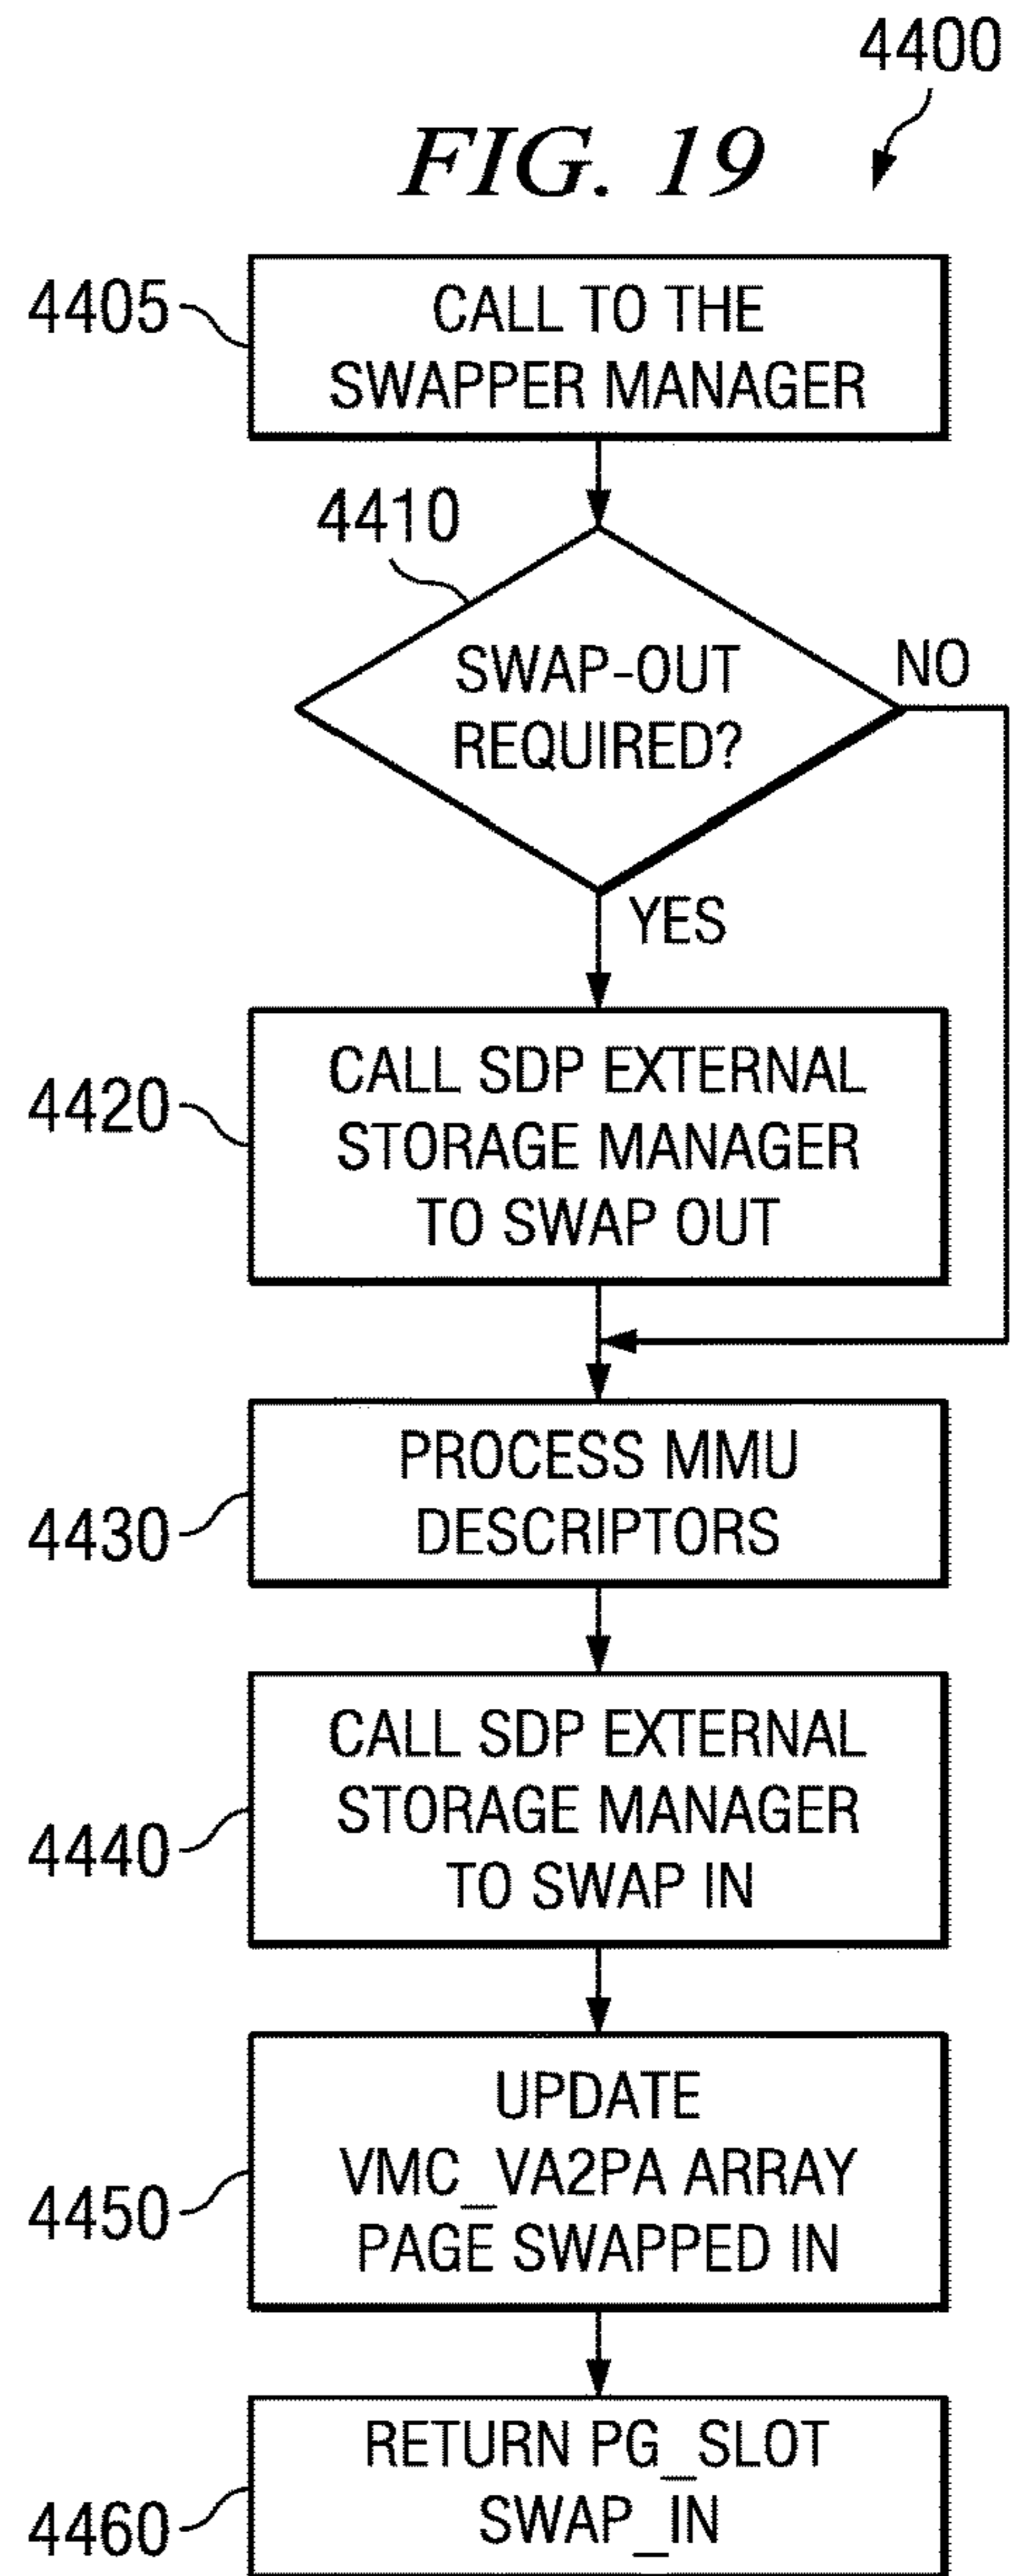 4400
FIG. 19
4405
CALL TO THE
SWAPPER MANAGER
4410
SWAP-OUT
REQUIRED?
NO
YES
4420
CALL SDP EXTERNAL
STORAGE MANAGER
TO SWAP OUT
4430
PROCESS MMU
DESCRIPTORS
4440
CALL SDP EXTERNAL
STORAGE MANAGER
TO SWAP IN
4450
UPDATE
VMC_VA2PA ARRAY
PAGE SWAPPED IN
4460
RETURN PG_SLOT
SWAP_IN